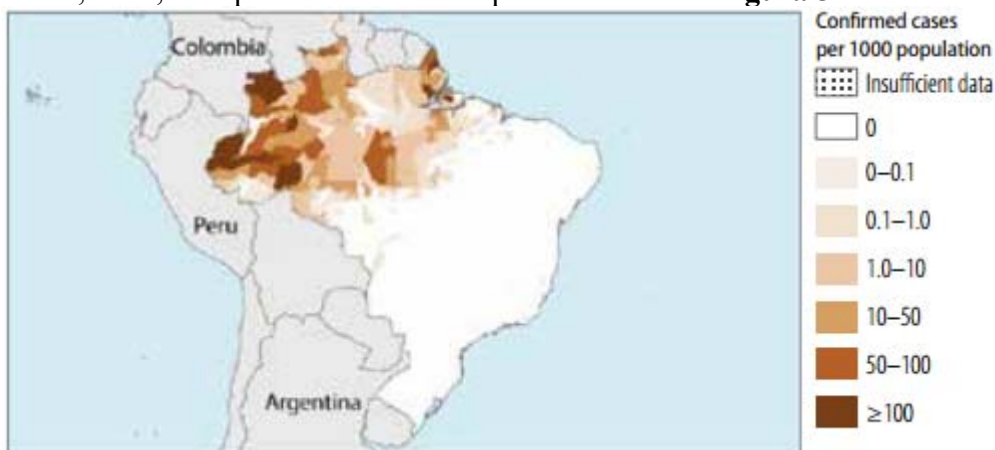 Colombia
Peru
Argentina
Confirmed cases
per 1000 population
Insufficient data
0
0–0.1
0.1–1.0
1.0–10
10–50
50–100
≥100